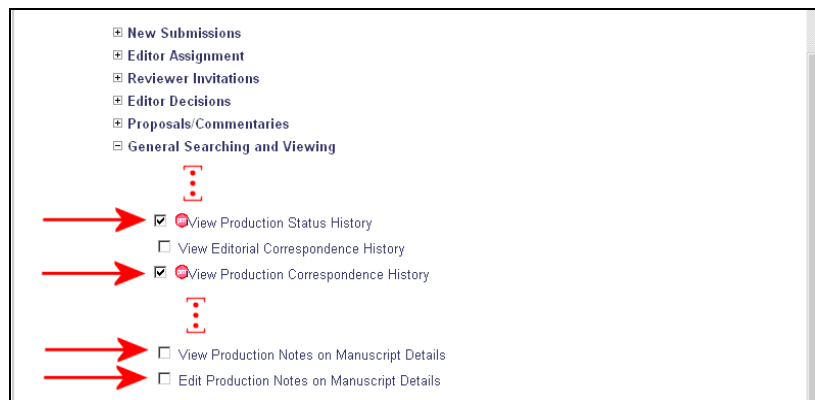 New Submissions
Editor Assignment
Reviewer Invitations
Editor Decisions
Proposals/Commentaries
General Searching and Viewing
View Production Status History
View Editorial Correspondence History
View Production Correspondence History
View Production Notes on Manuscript Details
Edit Production Notes on Manuscript Details